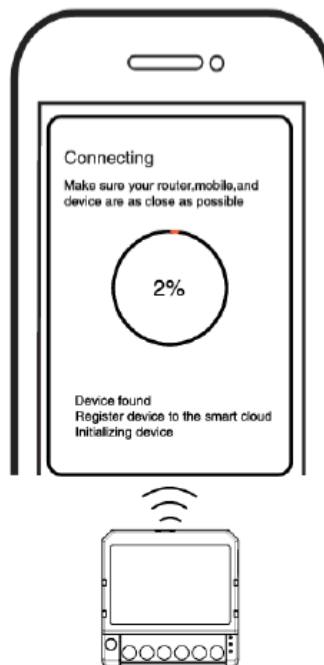 Connecting
Make sure your router,mobile,and
device are as close as possible
2%
Device found
Register device to the smart cloud
Initializing device